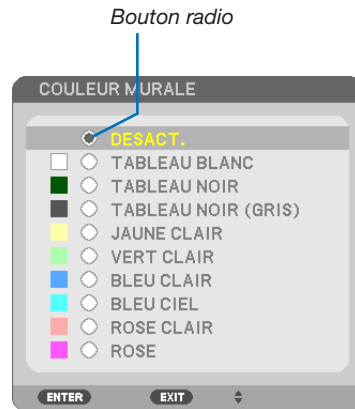 Bouton radio
COULEUR MURALE
DESACT.
TABLEAU BLANC
TABLEAU NOIR
TABLEAU NOIR (GRIS)
JAUNE CLAIR
VERT CLAIR
BLEU CLAIR
BLEU CIEL
ROSE CLAIR
ROSE
ENTER EXIT